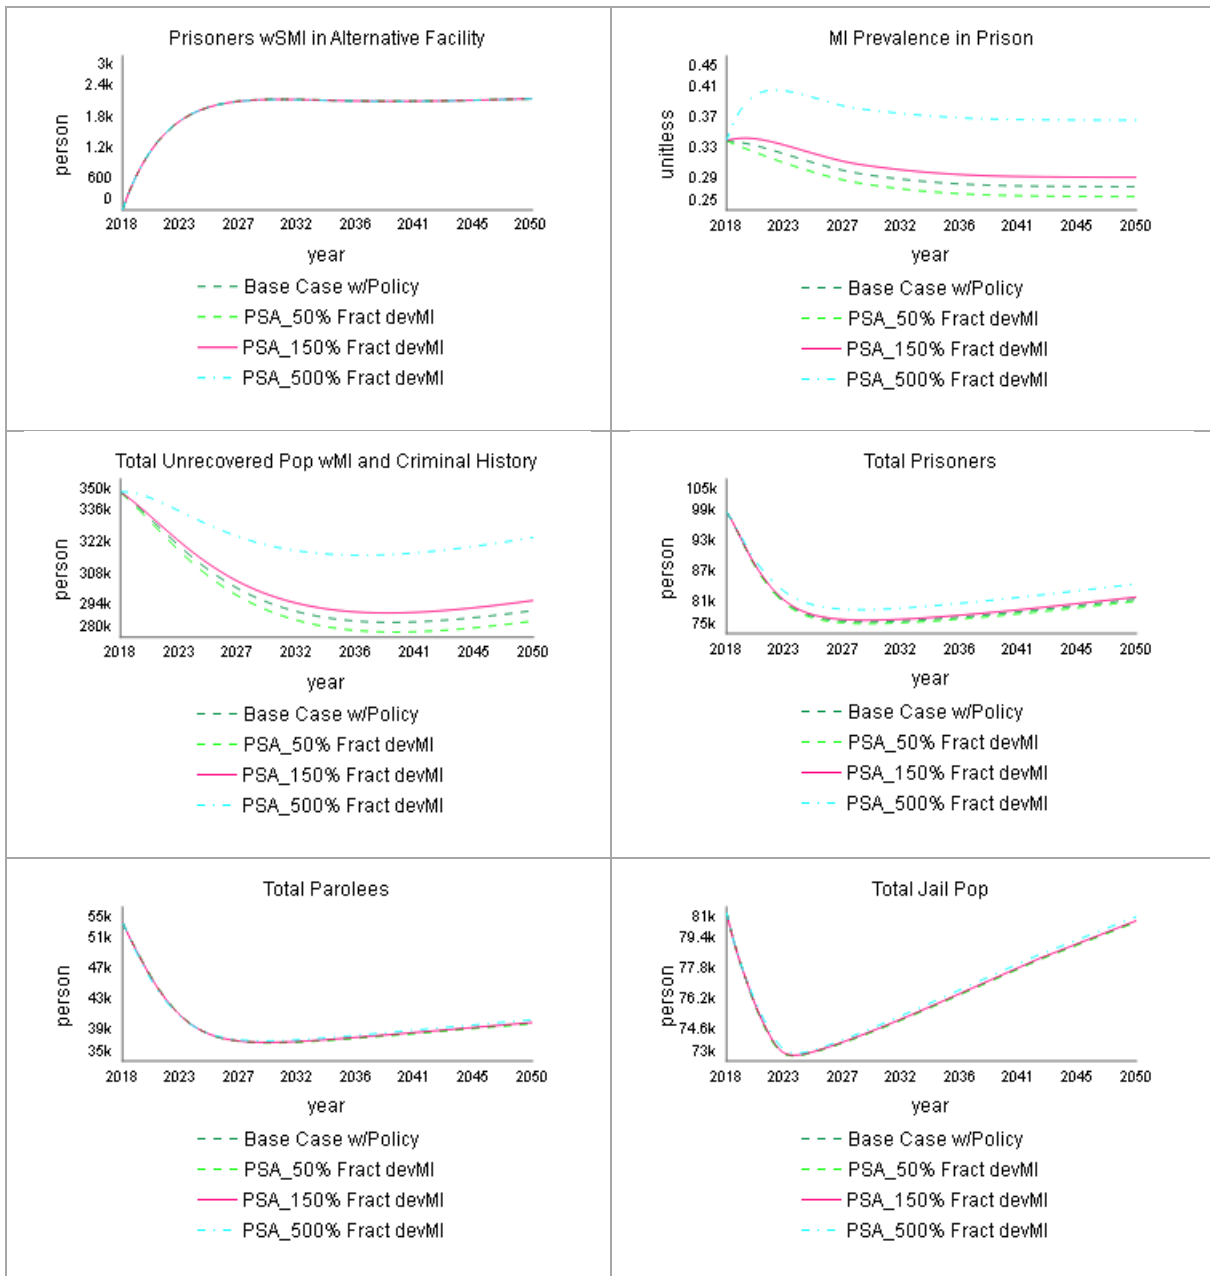 Prisoners wSMI in Alternative Facility
person
3k
2.4k
1.8k
1.2k
600
0
2018 2023 2027 2032 2036 2041 2045 2050
year
Base Case w/Policy
PSA_50% Fract devMI
PSA_150% Fract devMI
PSA_500% Fract devMI
MI Prevalence in Prison
unitless
0.45
0.41
0.37
0.33
0.29
0.25
2018 2023 2027 2032 2036 2041 2045 2050
year
Base Case w/Policy
PSA_50% Fract devMI
PSA_150% Fract devMI
PSA_500% Fract devMI
Total Unrecovered Pop wMI and Criminal History
person
350k
336k
322k
308k
294k
280k
2018 2023 2027 2032 2036 2041 2045 2050
year
Base Case w/Policy
PSA_50% Fract devMI
PSA_150% Fract devMI
PSA_500% Fract devMI
Total Prisoners
person
105k
99k
93k
87k
81k
75k
2018 2023 2027 2032 2036 2041 2045 2050
year
Base Case w/Policy
PSA_50% Fract devMI
PSA_150% Fract devMI
PSA_500% Fract devMI
Total Parolees
person
55k
51k
47k
43k
39k
35k
2018 2023 2027 2032 2036 2041 2045 2050
year
Base Case w/Policy
PSA_50% Fract devMI
PSA_150% Fract devMI
PSA_500% Fract devMI
Total Jail Pop
person
81k
79.4k
77.8k
76.2k
74.6k
73k
2018 2023 2027 2032 2036 2041 2045 2050
year
Base Case w/Policy
PSA_50% Fract devMI
PSA_150% Fract devMI
PSA_500% Fract devMI